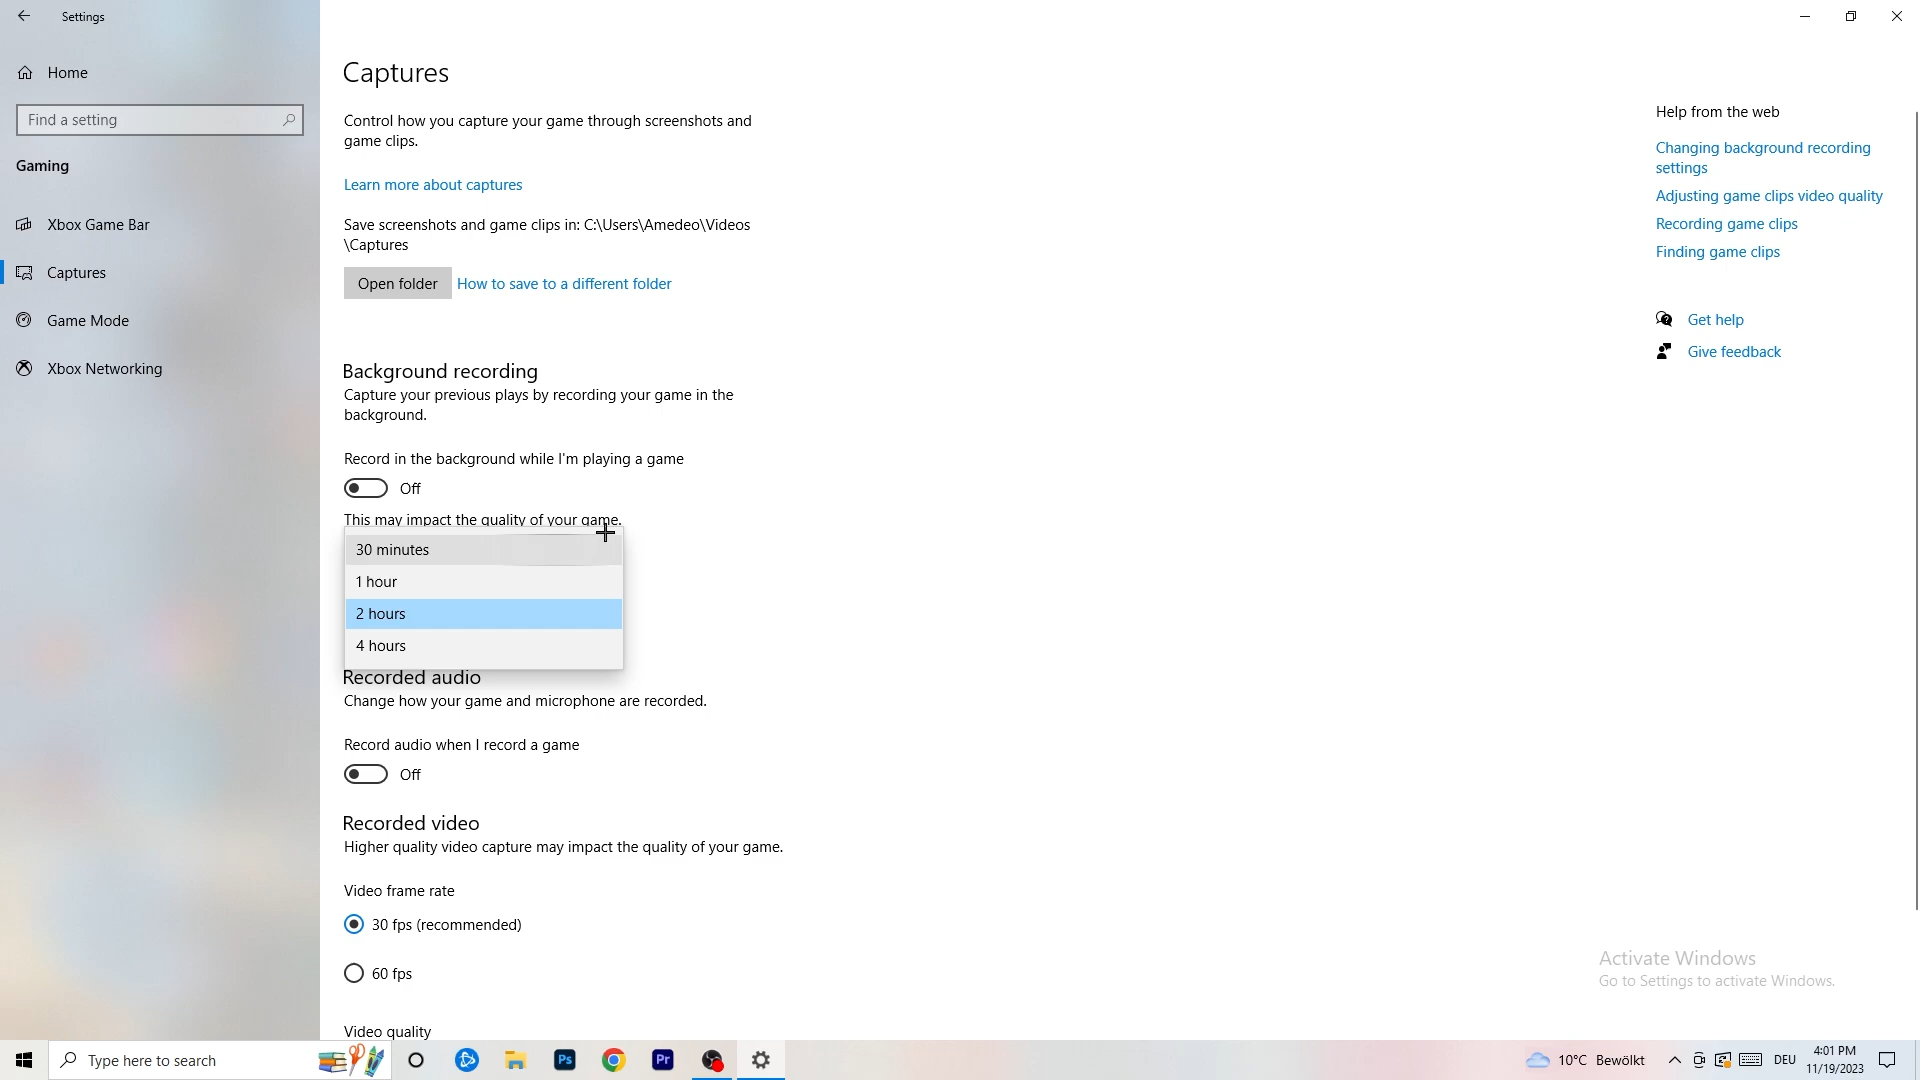 Settings
Home
Find a setting
Gaming
Xbox Game Bar
Captures
Game Mode
Xbox Networking
Captures
Control how you capture your game through screenshots and
game clips.
Learn more about captures
Save screenshots and game clips in: C:\Users\Amedeo\Videos
\Captures
Open folder
How to save to a different folder
Background recording
Capture your previous plays by recording your game in the
background.
Record in the background while I'm playing a game
Off
This may impact the quality of your game.
30 minutes
1 hour
2 hours
4 hours
Recorded audio
Change how your game and microphone are recorded.
Record audio when I record a game
Off
Recorded video
Higher quality video capture may impact the quality of your game.
Video frame rate
30 fps (recommended)
60 fps
Video quality
Help from the web
Changing background recording
settings
Adjusting game clips video quality
Recording game clips
Finding game clips
Get help
Give feedback
Activate Windows
Go to Settings to activate Windows.
Type here to search
Ps
Pr
10°C Bewölkt
DEU
4:01 PM
11/19/2023